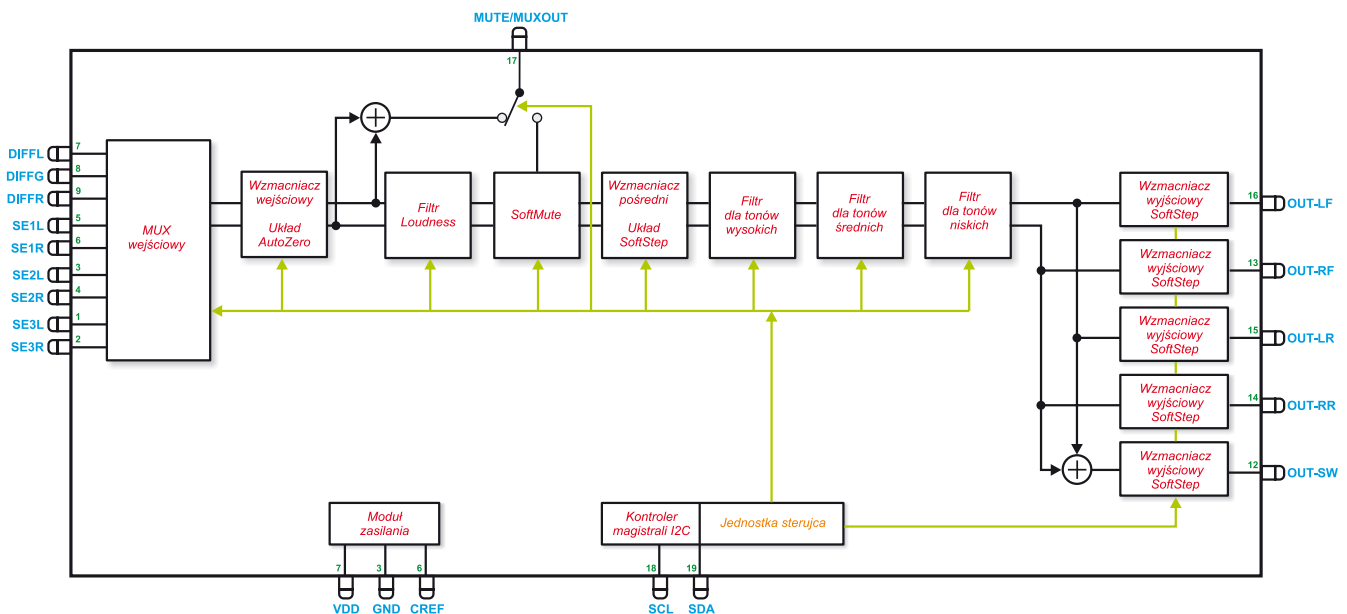 MUTE/MUXOUT
17
DIFFL
7
DIFFG
8
DIFFR
9
SE1L
5
SE1R
6
SE2L
3
SE2R
4
SE3L
1
SE3R
2
MUX
wejściowy
Wzmacniacz
wejściowy
Układ
AutoZero
Filtr
Loudness
SoftMute
Wzmacniacz
pośredni
Układ
SoftStep
Filtr
dla tonów
wysokich
Filtr
dla tonów
średnich
Filtr
dla tonów
niskich
Wzmacniacz
wyjściowy
SoftStep
16
OUT-LF
Wzmacniacz
wyjściowy
SoftStep
13
OUT-RF
Wzmacniacz
wyjściowy
SoftStep
15
OUT-LR
Wzmacniacz
wyjściowy
SoftStep
14
OUT-RR
Wzmacniacz
wyjściowy
SoftStep
12
OUT-SW
Moduł
zasilania
7
3
6
VDD
GND
CREF
Kontroler
magistrali I2C
Jednostka sterujca
18
19
SCL
SDA